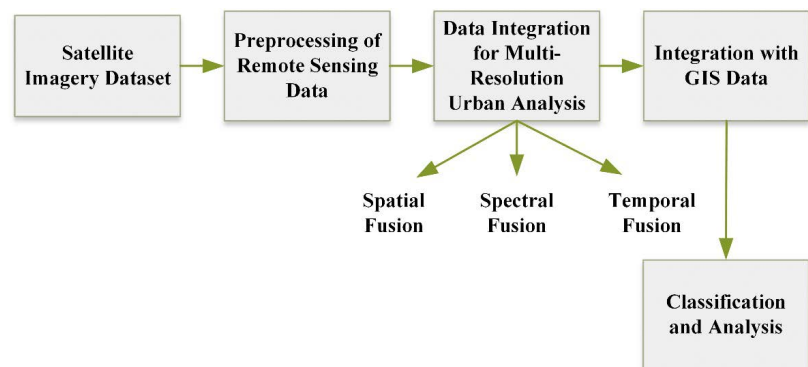 Satellite
Imagery Dataset
Preprocessing of
Remote Sensing
Data
Data Integration
for Multi-
Resolution
Urban Analysis
Integration with
GIS Data
Spatial
Fusion
Spectral
Fusion
Temporal
Fusion
Classification
and Analysis